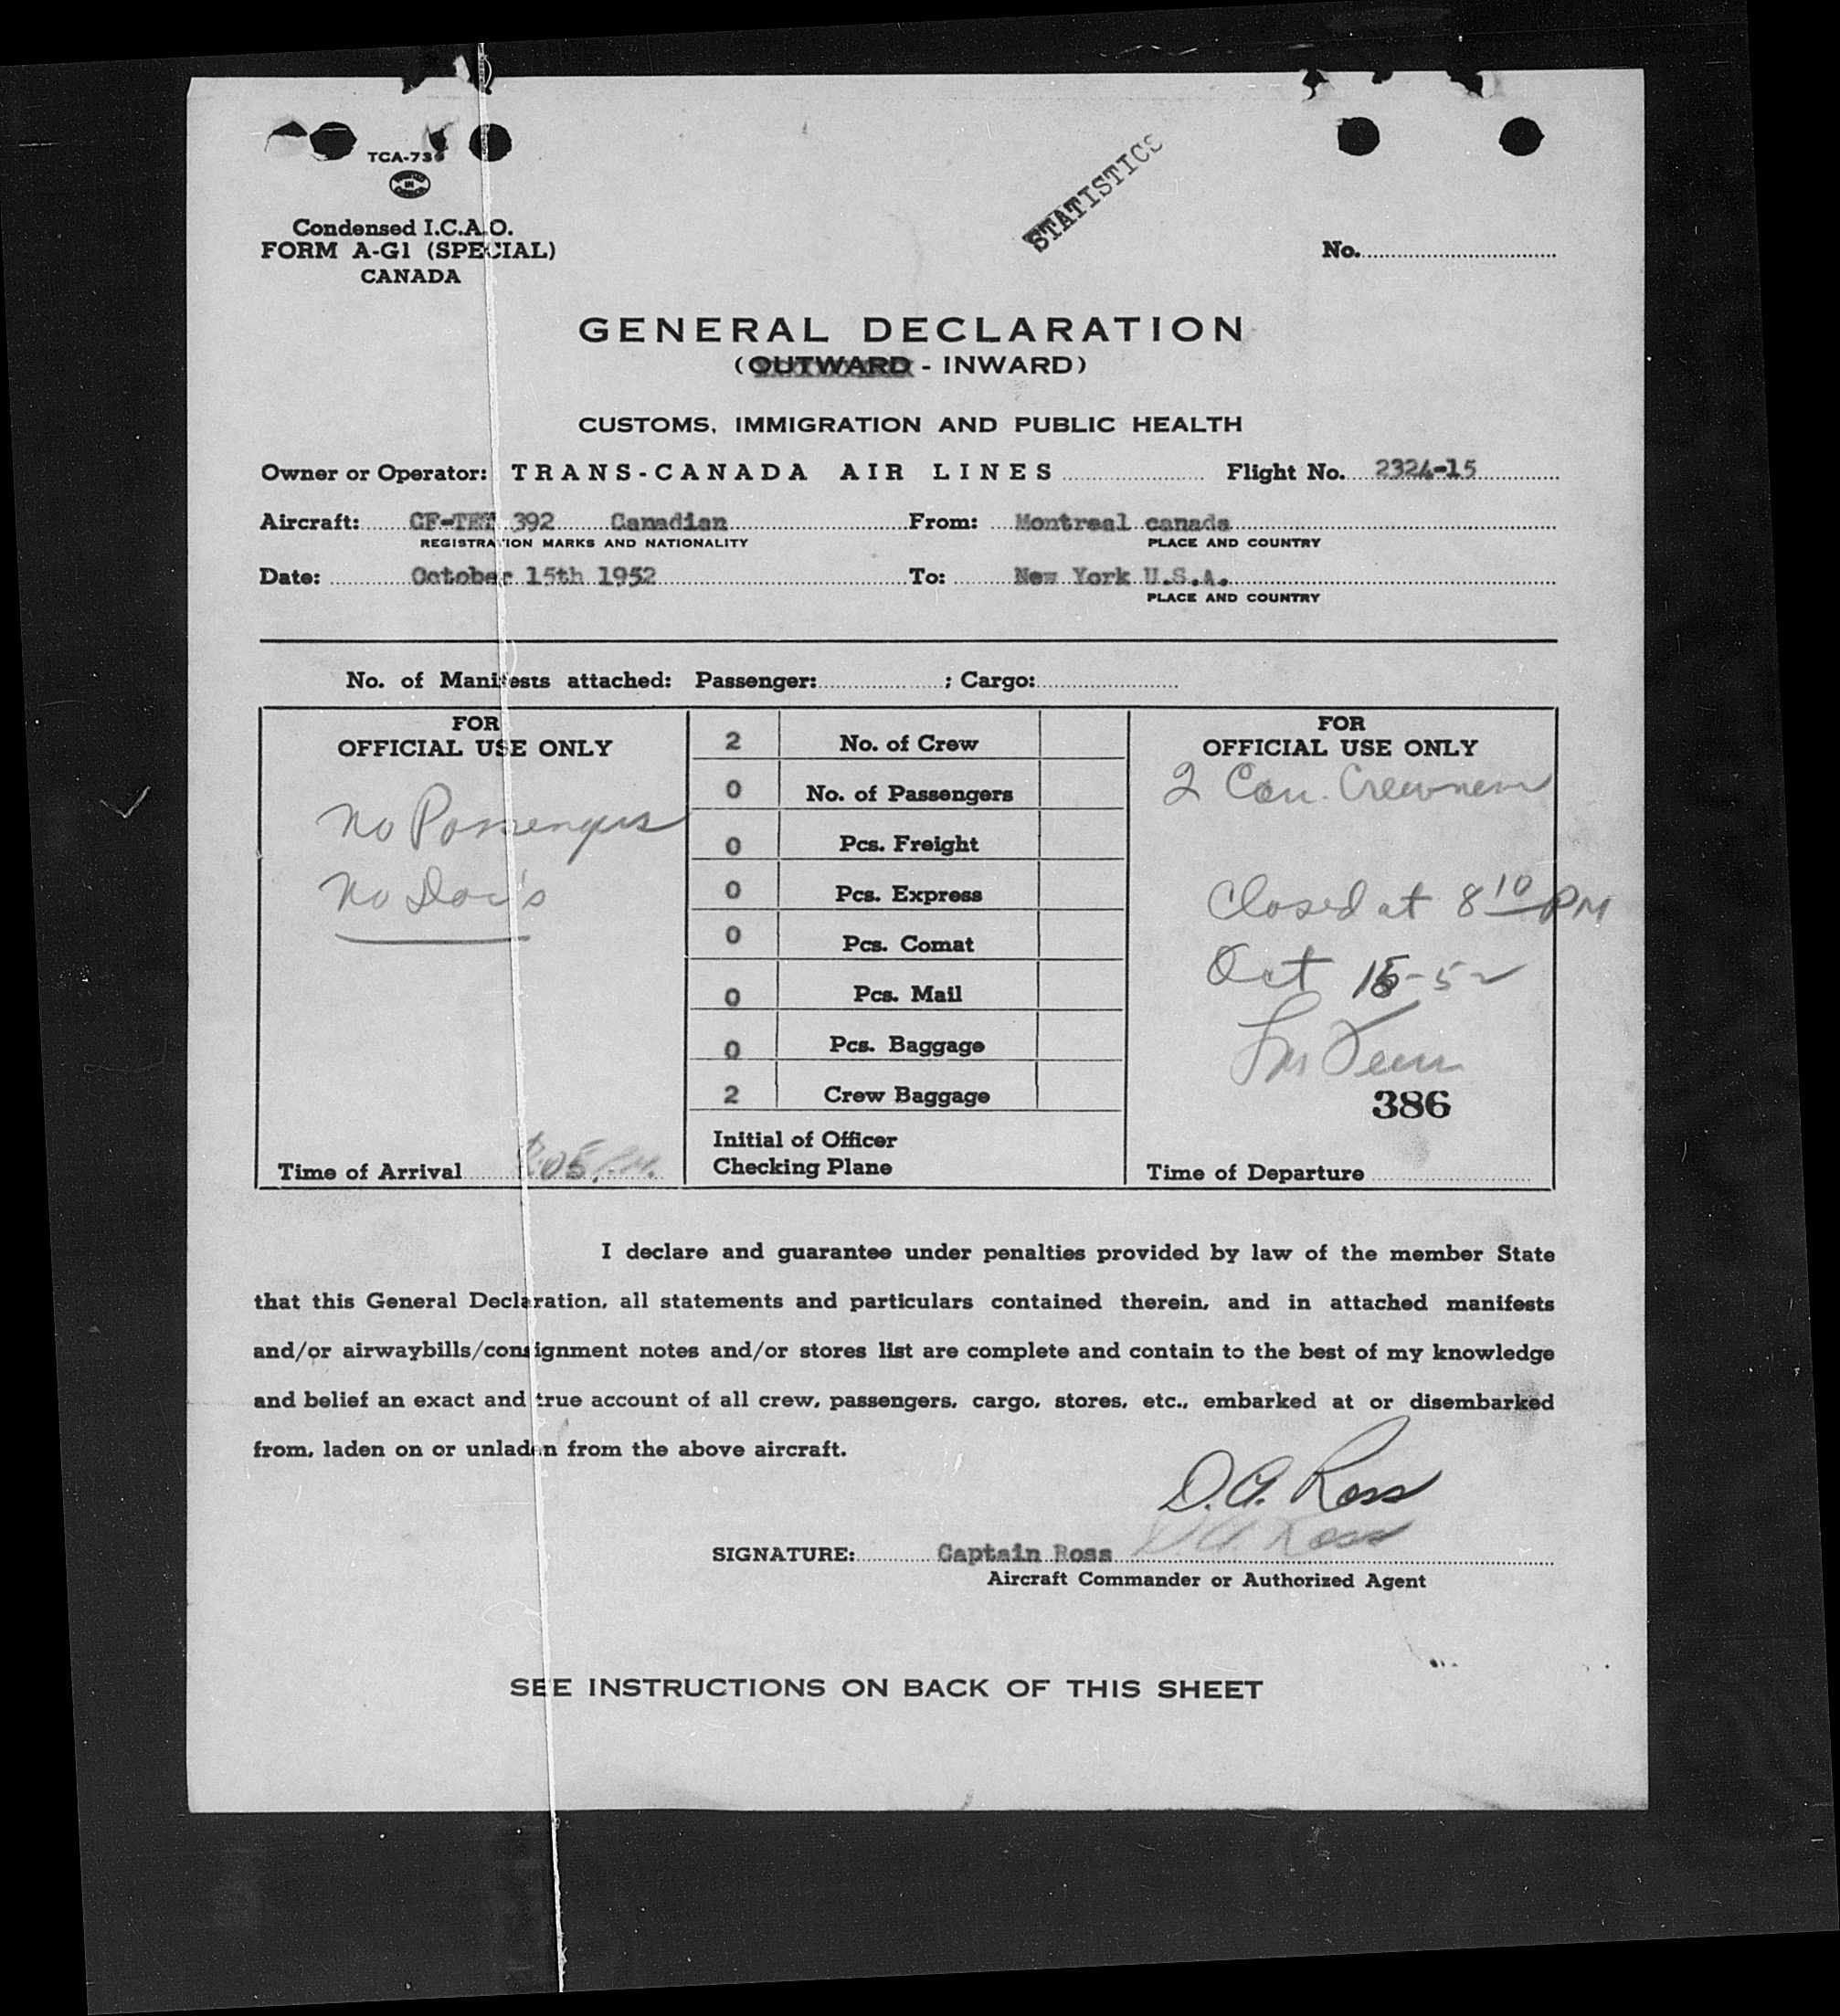 TCA-73
Condensed I.C.A.O.
FORM A-G1 (SPECIAL)
CANADA
STATISTICS
No.
GENERAL DECLARATION
(OUTWARD - INWARD)
CUSTOMS, IMMIGRATION AND PUBLIC HEALTH
Owner or Operator: TRANS-CANADA AIR LINES Flight No. 2324-15
Aircraft: 392 Canadian From: Montreal canada
REGISTRATION MARKS AND NATIONALITY PLACE AND COUNTRY
Date: October 15th 1952 To: New York U.S.A.
PLACE AND COUNTRY
No. of Manifests attached: Passenger: ; Cargo:
FOR
OFFICIAL USE ONLY
No Passengers
No Doc's
Time of Arrival 8:05 P.M.
2 No. of Crew
0 No. of Passengers
0 Pcs. Freight
0 Pcs. Express
0 Pcs. Comat
0 Pcs. Mail
0 Pcs. Baggage
2 Crew Baggage
Initial of Officer
Checking Plane
FOR
OFFICIAL USE ONLY
2 Can. Crewmen
Closed at 8 10 PM
Oct 15-52
386
Time of Departure
I declare and guarantee under penalties provided by law of the member State
that this General Declaration, all statements and particulars contained therein, and in attached manifests
and/or airwaybills/consignment notes and/or stores list are complete and contain to the best of my knowledge
and belief an exact and true account of all crew, passengers, cargo, stores, etc., embarked at or disembarked
from, laden on or unladen from the above aircraft.
D.A. Ross
SIGNATURE: Captain Ross D.A. Ross
Aircraft Commander or Authorized Agent
SEE INSTRUCTIONS ON BACK OF THIS SHEET